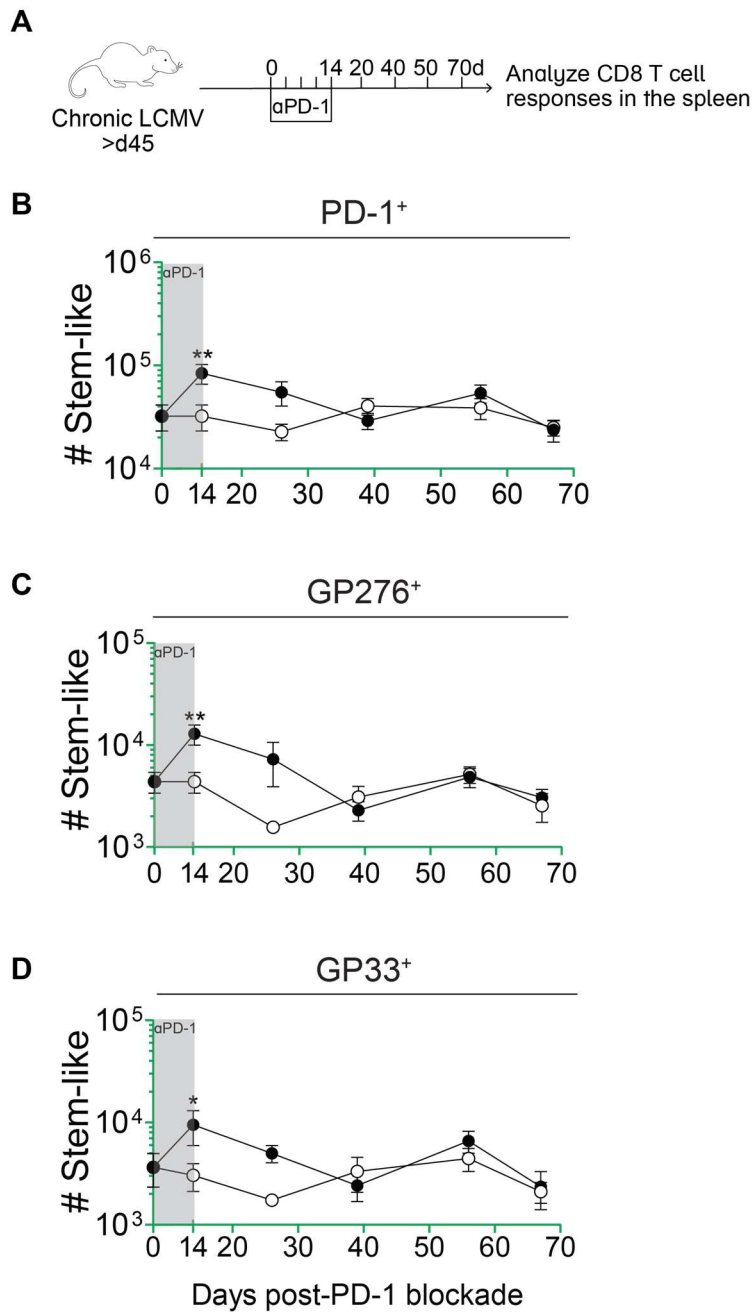 A
0 14 20 40 50 70d
αPD-1
Chronic LCMV
>d45
Analyze CD8 T cell
responses in the spleen
B
PD-1⁺
# Stem-like
10⁶
10⁵
10⁴
αPD-1
**
0 14 20 30 40 50 60 70
C
GP276⁺
# Stem-like
10⁵
10⁴
10³
αPD-1
**
0 14 20 30 40 50 60 70
D
GP33⁺
# Stem-like
10⁵
10⁴
10³
αPD-1
*
0 14 20 30 40 50 60 70
Days post-PD-1 blockade